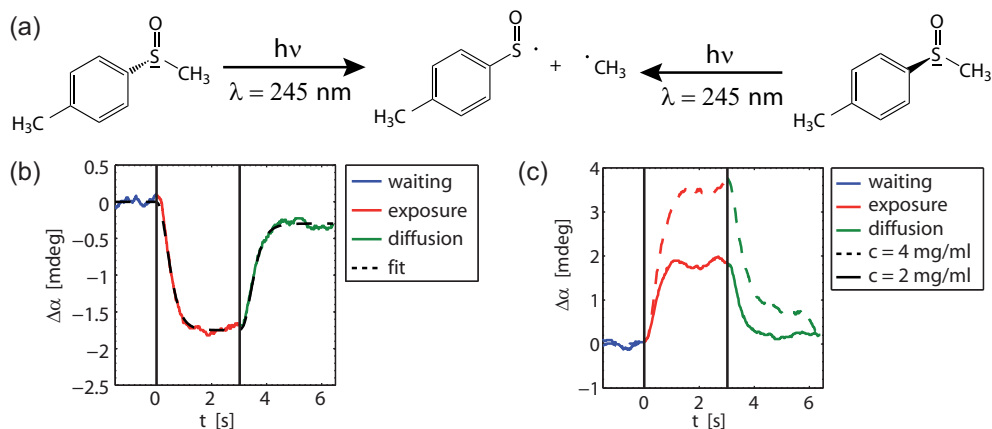 (a)
O
S
CH3
H3C
hν
λ = 245 nm
O
S
·
H3C
+
·CH3
hν
λ = 245 nm
O
S
CH3
H3C
(b)
0.5
0
−0.5
−1
−1.5
−2
−2.5
Δα [mdeg]
0 2 4 6
t [s]
waiting
exposure
diffusion
fit
(c)
4
3
2
1
0
−1
Δα [mdeg]
0 2 4 6
t [s]
waiting
exposure
diffusion
c = 4 mg/ml
c = 2 mg/ml